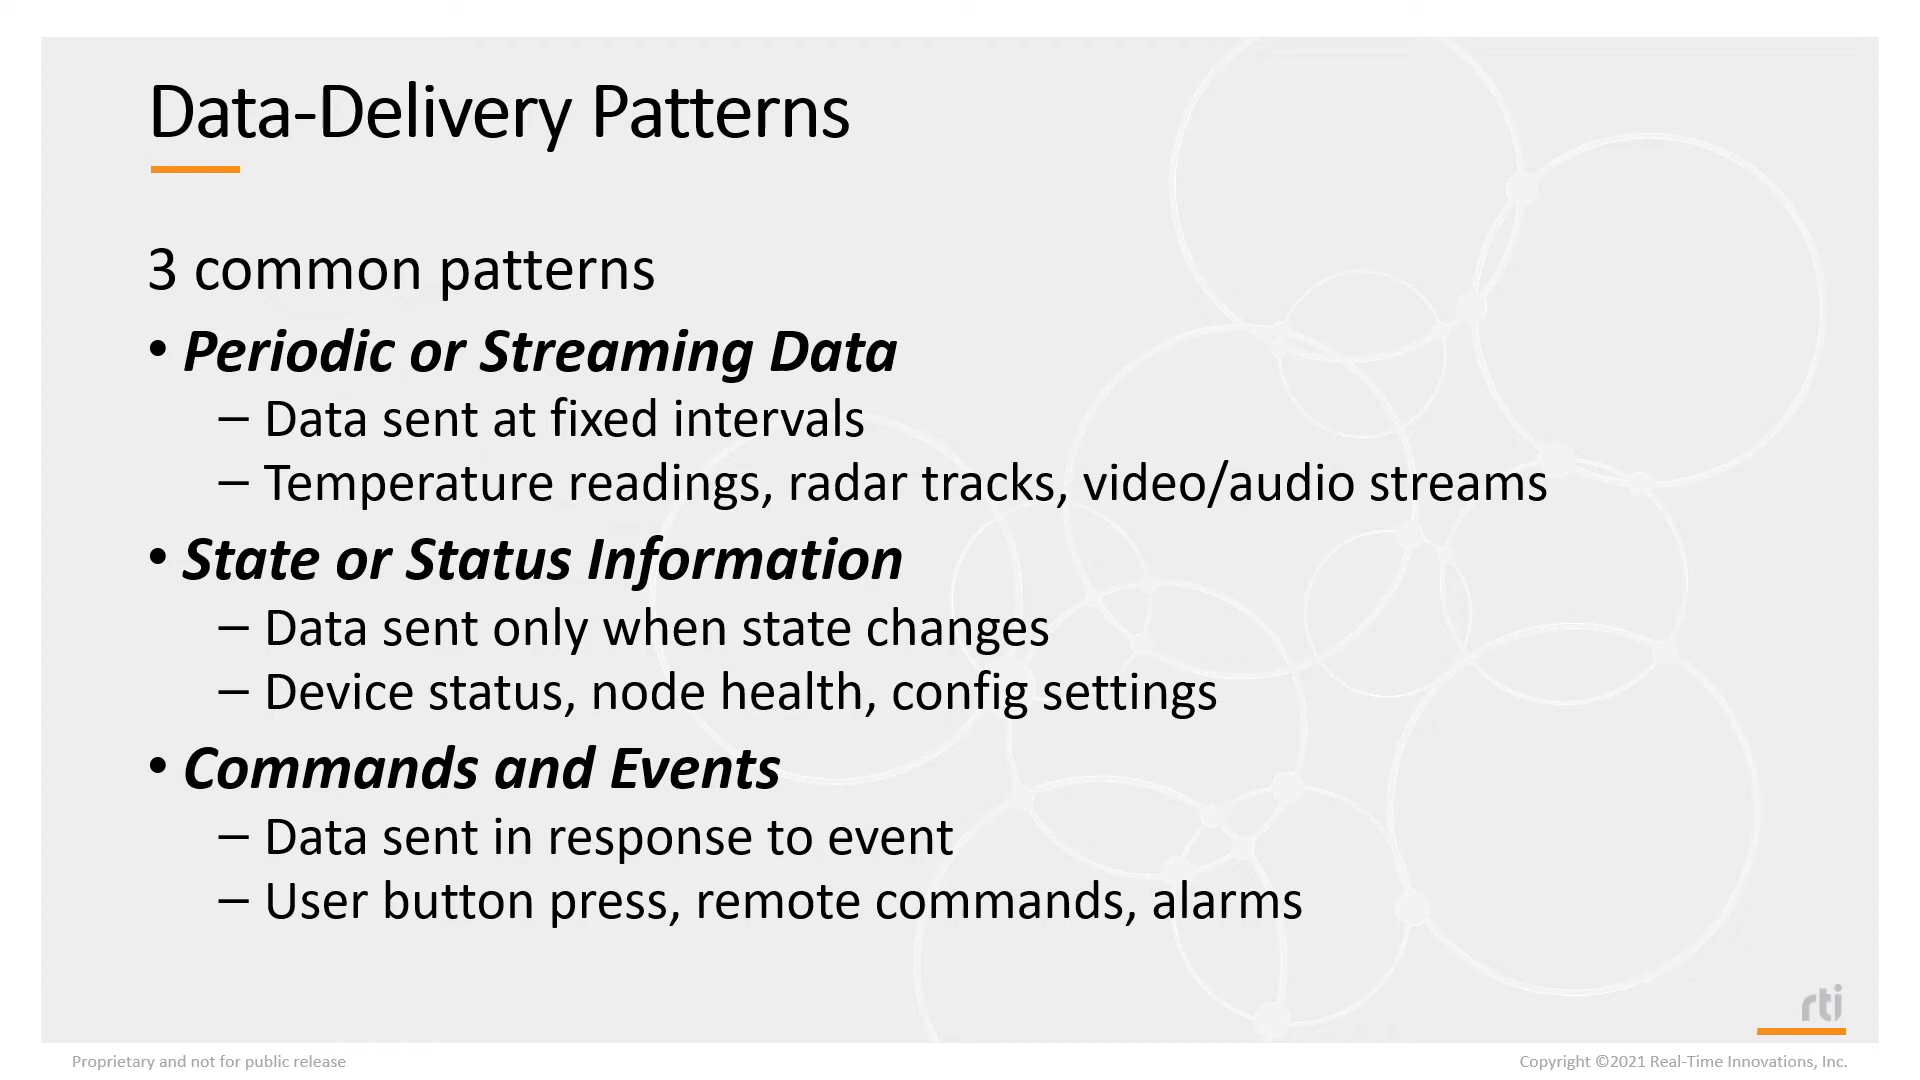 Data-Delivery Patterns
3 common patterns
• Periodic or Streaming Data
– Data sent at fixed intervals
– Temperature readings, radar tracks, video/audio streams
• State or Status Information
– Data sent only when state changes
– Device status, node health, config settings
• Commands and Events
– Data sent in response to event
– User button press, remote commands, alarms
rti
Proprietary and not for public release
Copyright ©2021 Real-Time Innovations, Inc.